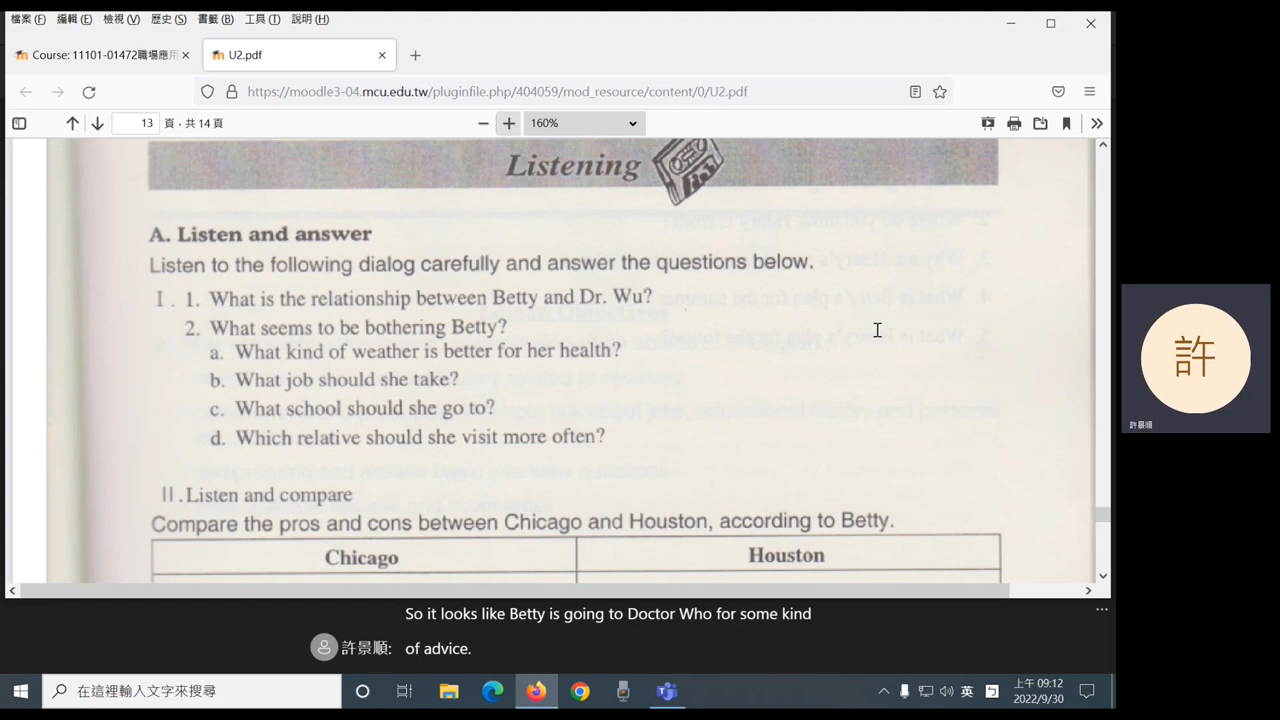 檔案(F) 編輯(E) 檢視(V) 歷史(S) 書籤(B) 工具(T) 說明(H)
Course: 11101-01472職場應用
U2.pdf
https://moodle3-04.mcu.edu.tw/pluginfile.php/404059/mod_resource/content/0/U2.pdf
13 頁，共 14 頁
160%
Listening
A. Listen and answer
Listen to the following dialog carefully and answer the questions below.
I. 1. What is the relationship between Betty and Dr. Wu?
2. What seems to be bothering Betty?
a. What kind of weather is better for her health?
b. What job should she take?
c. What school should she go to?
d. Which relative should she visit more often?
II. Listen and compare
Compare the pros and cons between Chicago and Houston, according to Betty.
Chicago
Houston
許
許景順
So it looks like Betty is going to Doctor Who for some kind
許景順: of advice.
在這裡輸入文字來搜尋
英
上午 09:12
2022/9/30